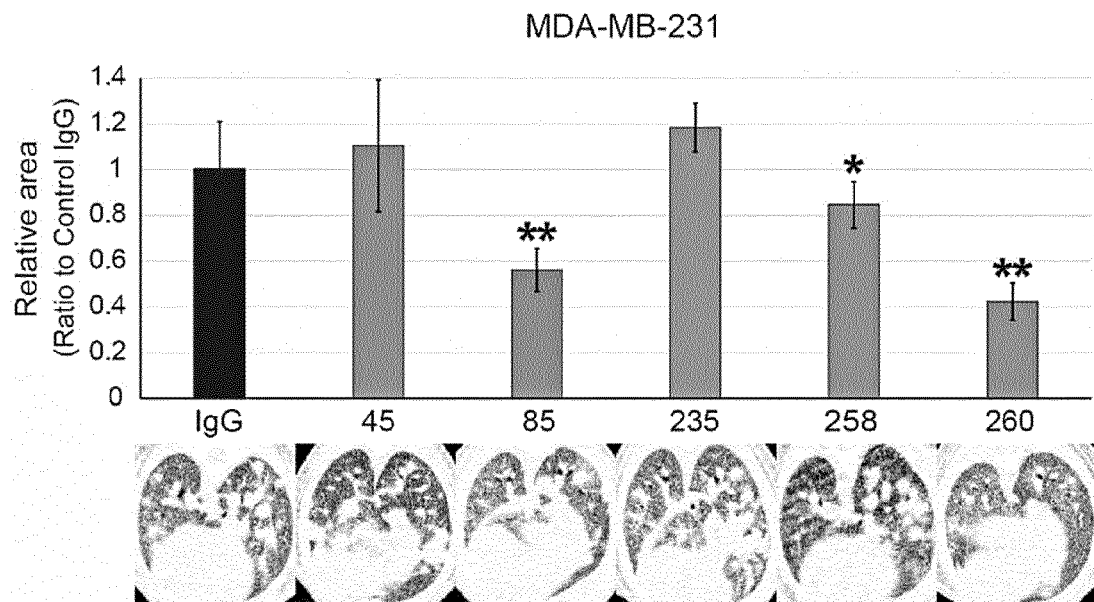 MDA-MB-231
Relative area
(Ratio to Control IgG)
1.4
1.2
1
0.8
0.6
0.4
0.2
0
**
*
**
IgG 45 85 235 258 260